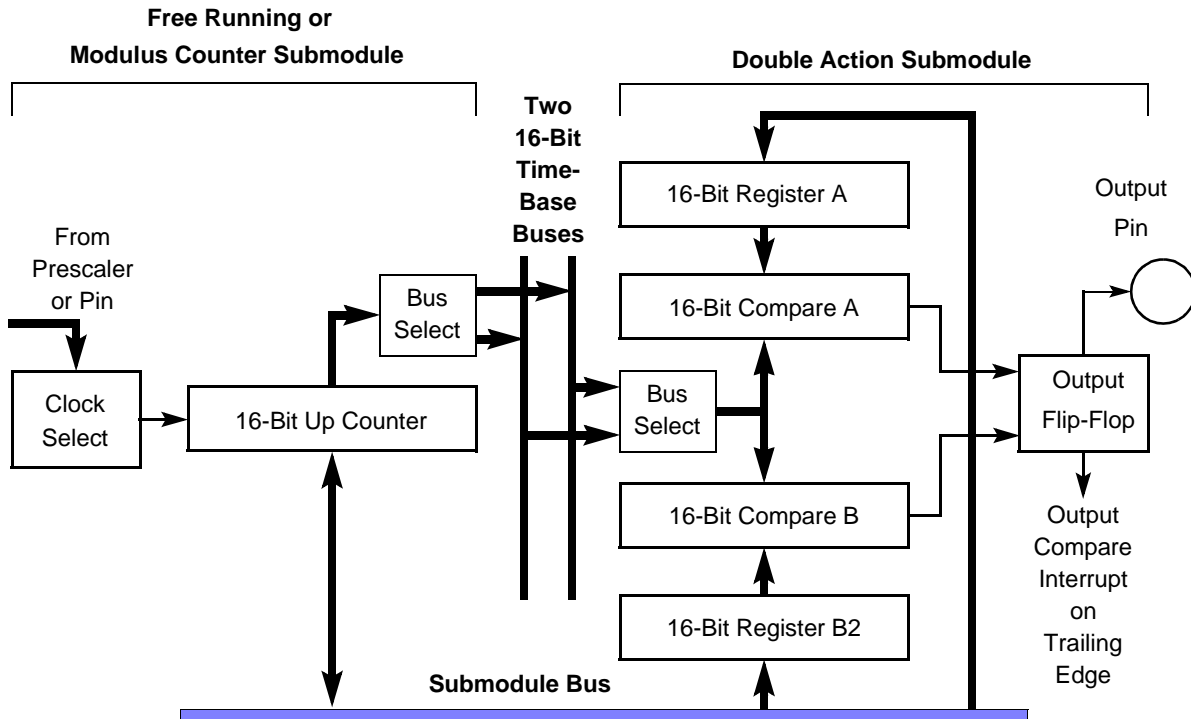 Free Running or
Modulus Counter Submodule
Double Action Submodule
Two
16-Bit
Time-
Base
Buses
16-Bit Register A
Output
Pin
From
Prescaler
or Pin
Bus
Select
16-Bit Compare A
Clock
Select
16-Bit Up Counter
Bus
Select
Output
Flip-Flop
16-Bit Compare B
Output
Compare
Interrupt
on
Trailing
Edge
16-Bit Register B2
Submodule Bus